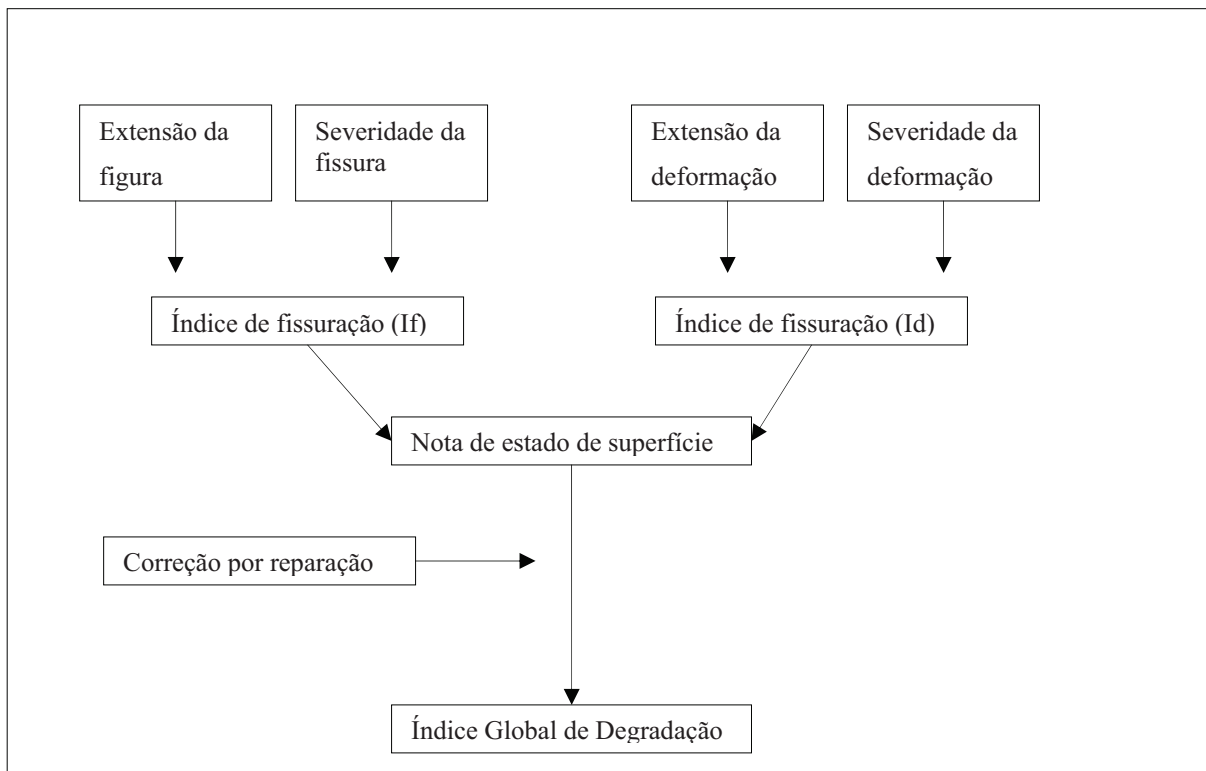 Extensão da
figura
Severidade da
fissura
Extensão da
deformação
Severidade da
deformação
Índice de fissuração (If)
Índice de fissuração (Id)
Nota de estado de superfície
Correção por reparação
Índice Global de Degradação